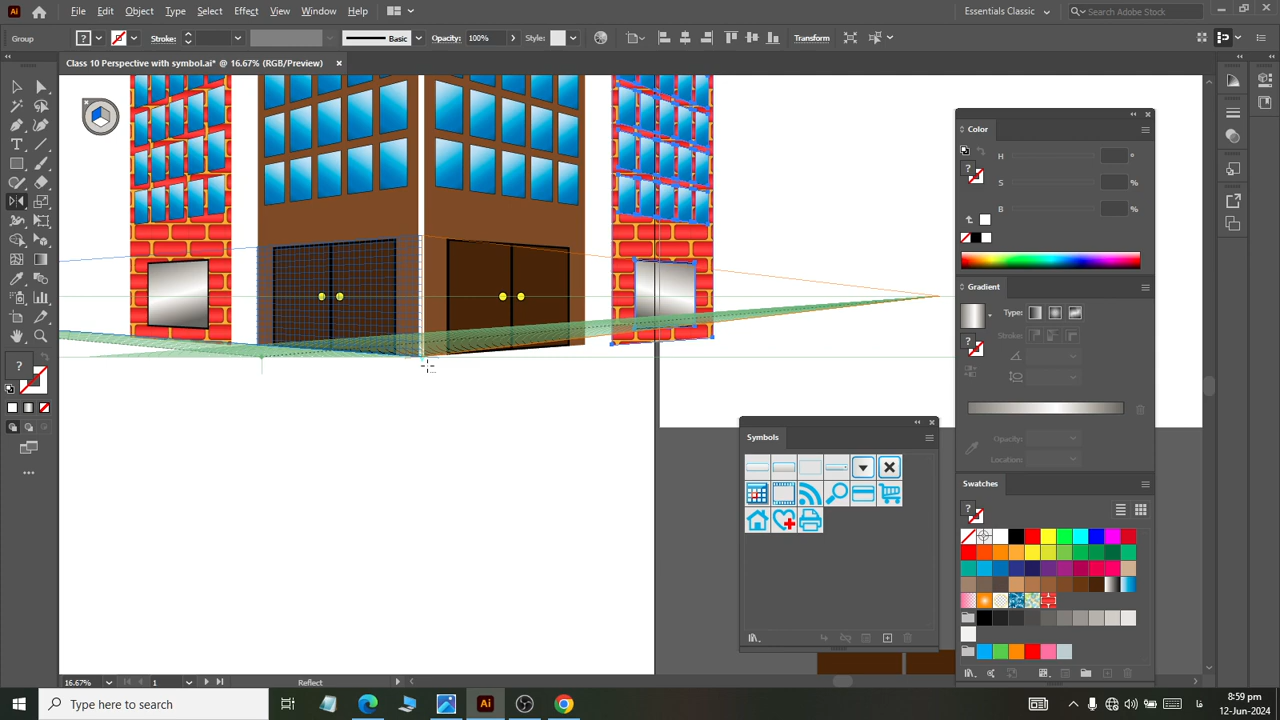 Ai File Edit Object Type Select Effect View Window Help Essentials Classic Search Adobe Stock
Group Stroke: Basic Opacity: 100% Style: Transform
Class 10 Perspective with symbol.ai* @ 16.67% (RGB/Preview)
Color
H °
S %
B %
Gradient
Type:
Stroke:
Opacity:
Location:
Symbols
Swatches
16.67% 1 Reflect
Type here to search
Ai
8:59 pm
12-Jun-2024